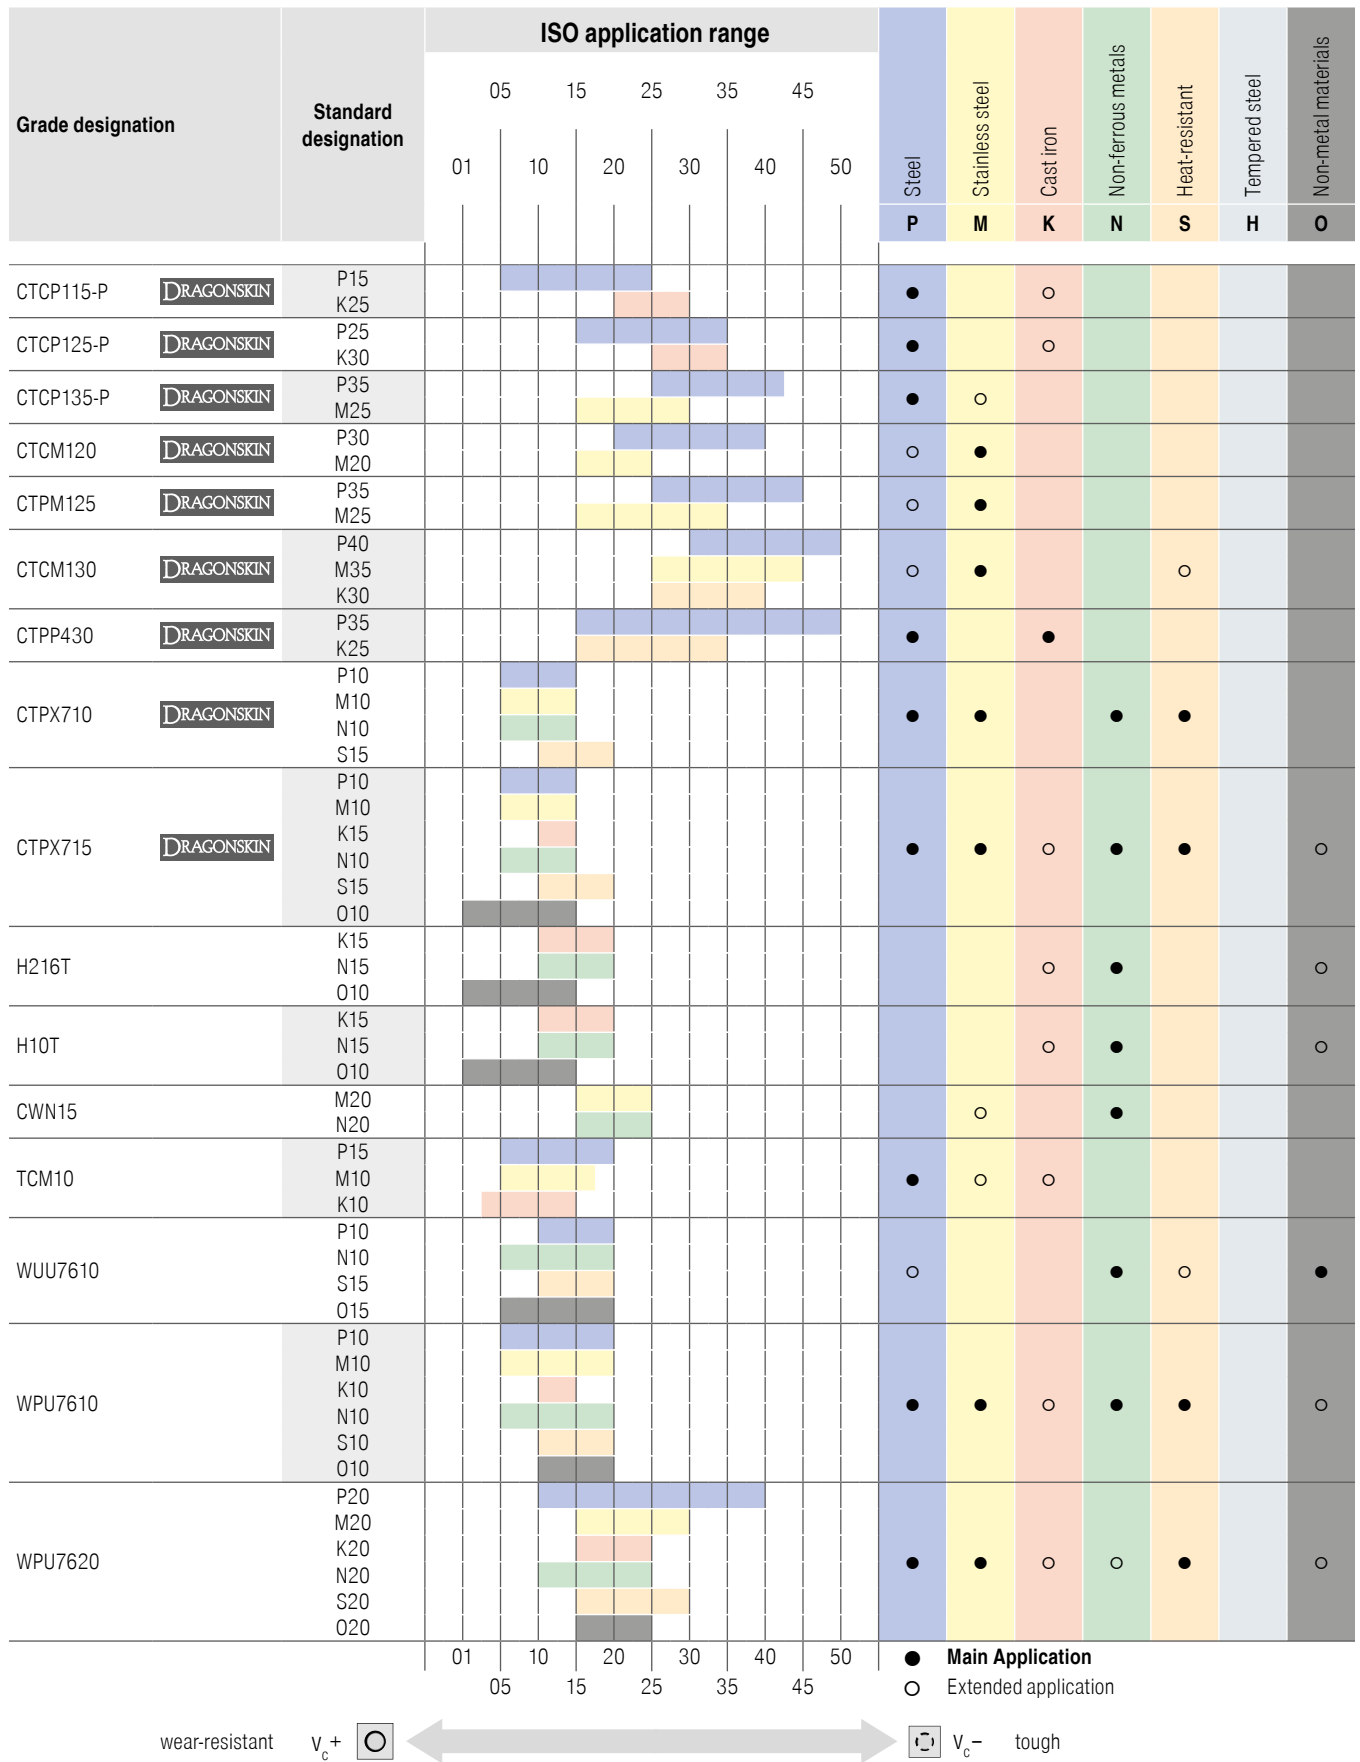 ISO application range
Grade designation
Standard designation
05 15 25 35 45
01 10 20 30 40 50
Steel
Stainless steel
Cast iron
Non-ferrous metals
Heat-resistant
Tempered steel
Non-metal materials
P M K N S H O
CTCP115-P DRAGONSKIN P15
K25
CTCP125-P DRAGONSKIN P25
K30
CTCP135-P DRAGONSKIN P35
M25
CTCM120 DRAGONSKIN P30
M20
CTPM125 DRAGONSKIN P35
M25
CTCM130 DRAGONSKIN P40
M35
K30
CTPP430 DRAGONSKIN P35
K25
CTPX710 DRAGONSKIN P10
M10
N10
S15
CTPX715 DRAGONSKIN P10
M10
K15
N10
S15
O10
H216T K15
N15
O10
H10T K15
N15
O10
CWN15 M20
N20
TCM10 P15
M10
K10
WUU7610 P10
N10
S15
O15
WPU7610 P10
M10
K10
N10
S10
O10
WPU7620 P20
M20
K20
N20
S20
O20
01 10 20 30 40 50
05 15 25 35 45
Main Application
Extended application
wear-resistant Vc+
Vc− tough